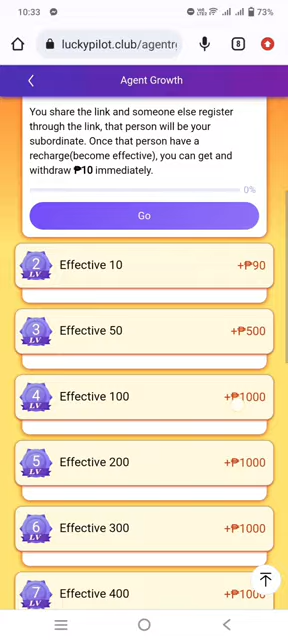 10:33
73%
luckypilot.club/agentr
8
Agent Growth
You share the link and someone else register
through the link, that person will be your
subordinate. Once that person have a
recharge(become effective), you can get and
withdraw ₱10 immediately.
0%
Go
2 LV Effective 10 +₱90
3 LV Effective 50 +₱500
4 LV Effective 100 +₱1000
5 LV Effective 200 +₱1000
6 LV Effective 300 +₱1000
7 LV Effective 400 +₱1000